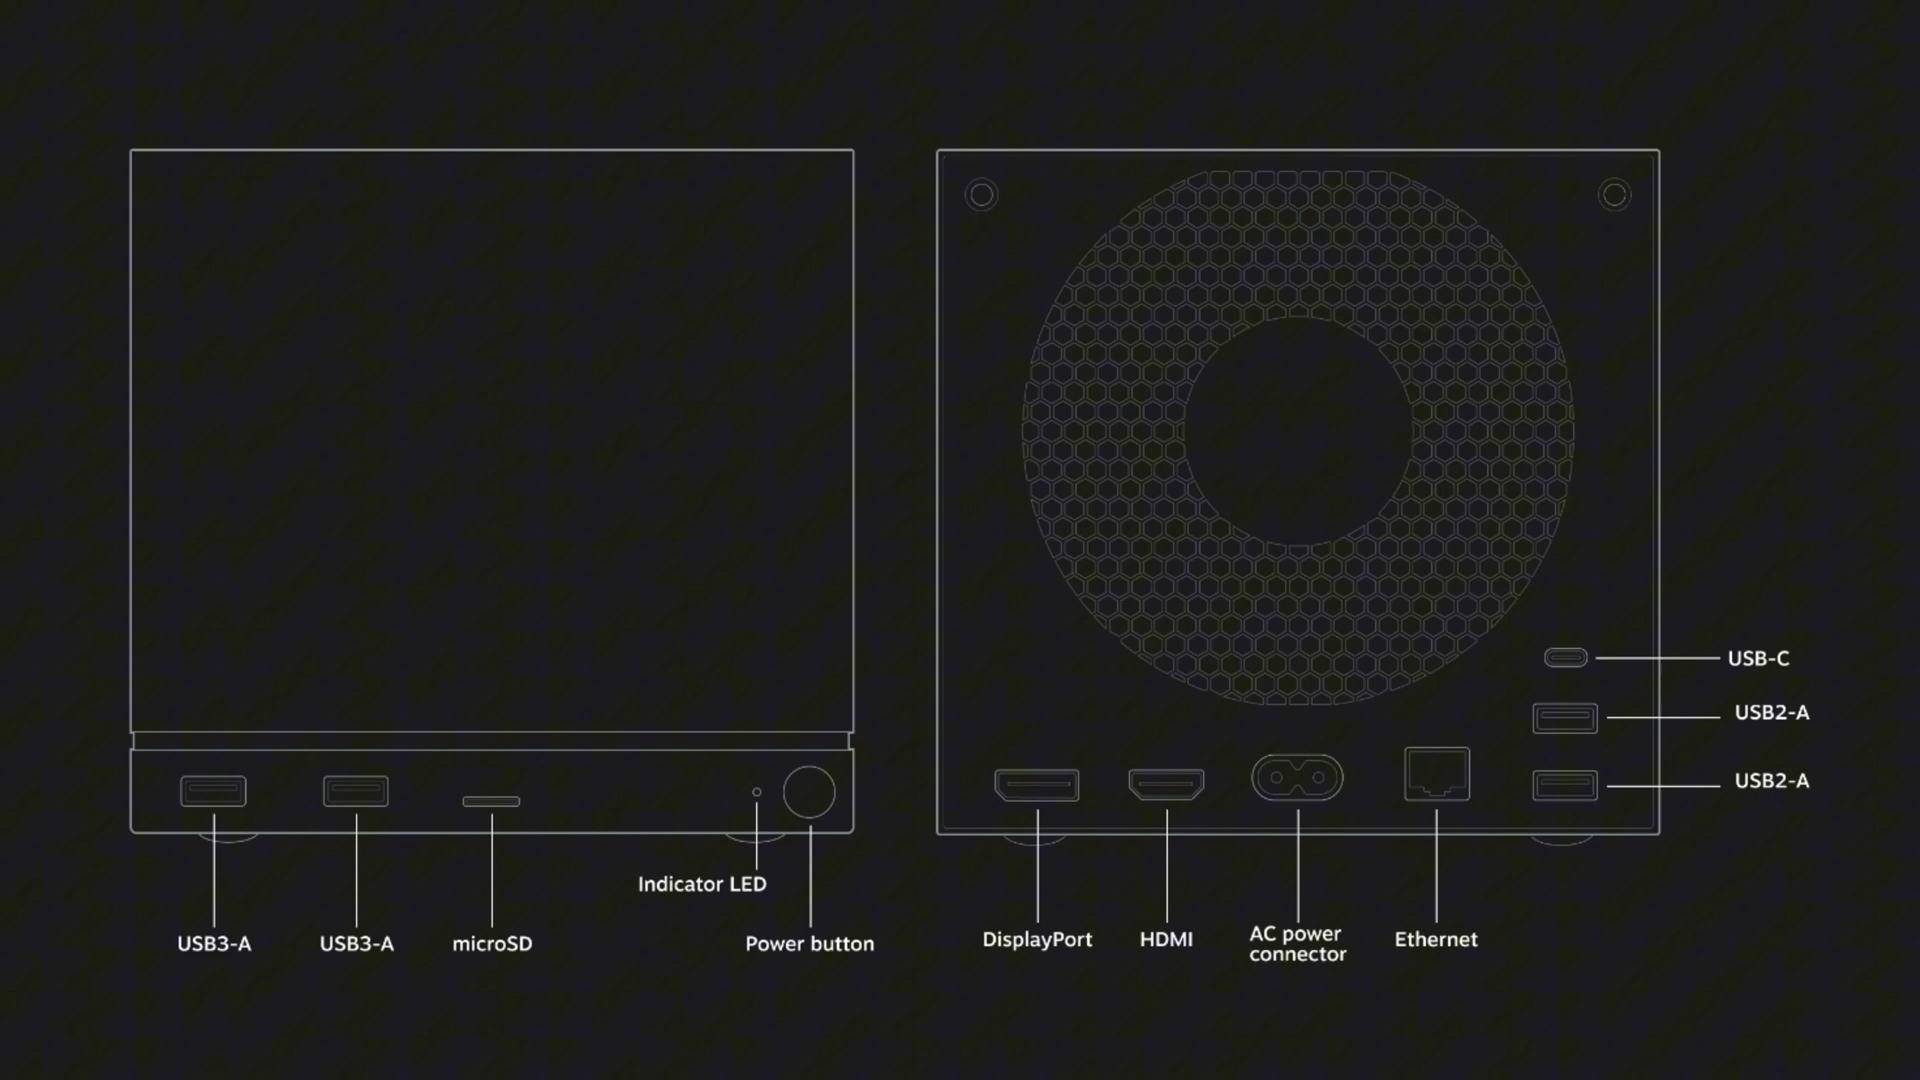 USB-C
USB2-A
USB2-A
Indicator LED
USB3-A
USB3-A
microSD
Power button
DisplayPort
HDMI
AC power
connector
Ethernet